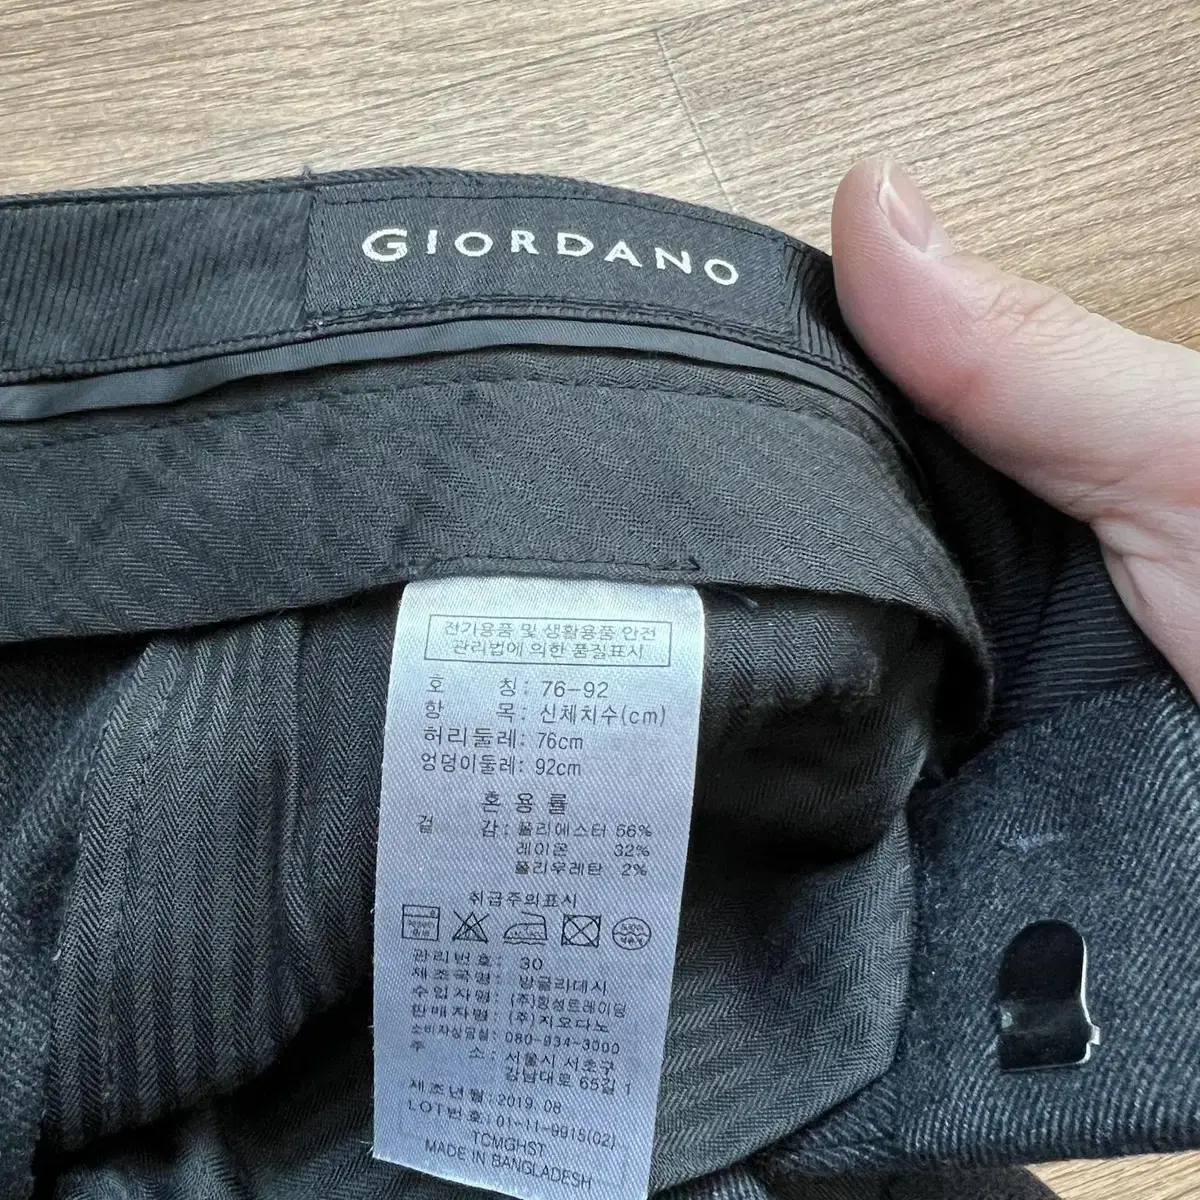 GIORDANO
전기용품 및 생활용품 안전
관리법에 의한 품질표시
호 칭: 76-92
항 목: 신체치수(cm)
허리둘레: 76cm
엉덩이둘레: 92cm
혼 용 률
겉 감: 폴리에스터 66%
레이온 32%
폴리우레탄 2%
취급주의표시
관리번호: 30
제조국명: 방글라데시
수입자명: (주)횡성트레이딩
판매자명: (주)지오다노
소비자상담실: 080-934-3000
주 소: 서울시 서초구
강남대로 65길 1
제조년월: 2019.08
LOT번호: 01-11-9915(02)
TCMGHST
MADE IN BANGLADESH